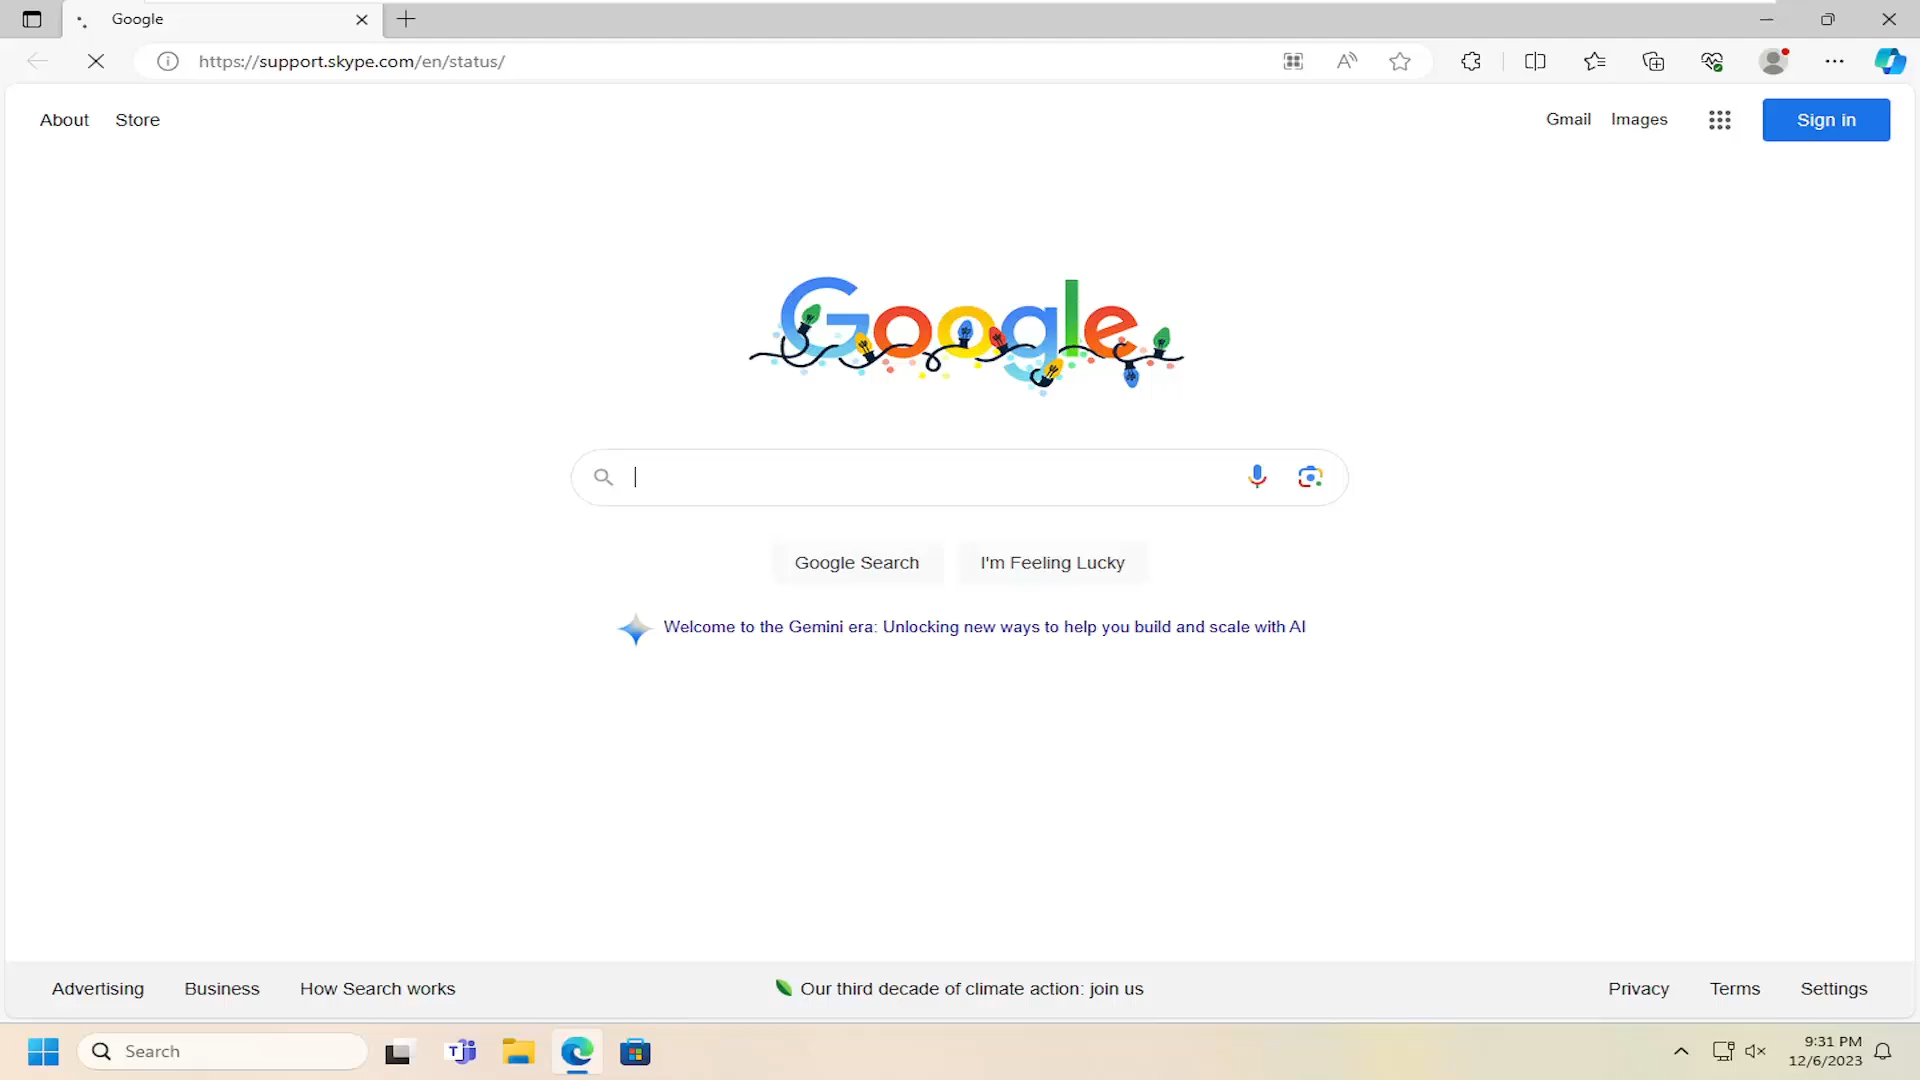 Google
https://support.skype.com/en/status/
About Store
Gmail Images Sign in
Google
Google Search I'm Feeling Lucky
Welcome to the Gemini era: Unlocking new ways to help you build and scale with AI
Advertising Business How Search works Our third decade of climate action: join us Privacy Terms Settings
Search
9:31 PM
12/6/2023